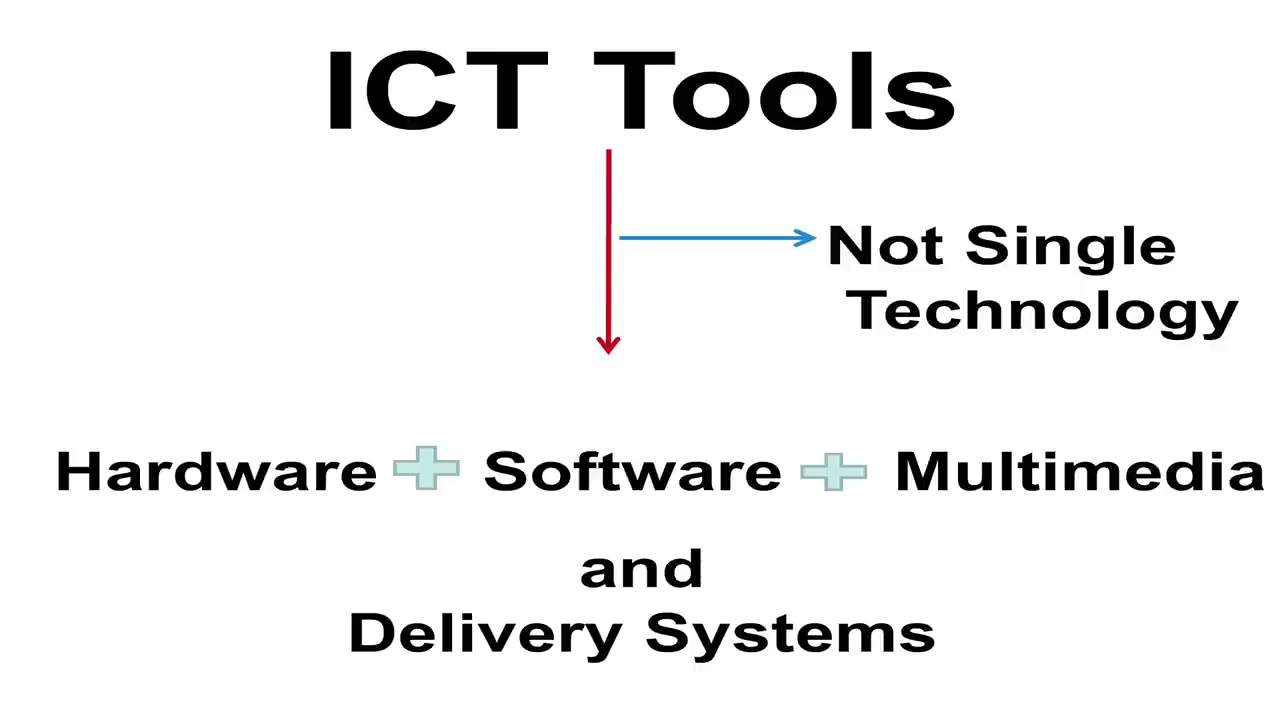 ICT Tools
Not Single
Technology
Hardware + Software + Multimedia
and
Delivery Systems